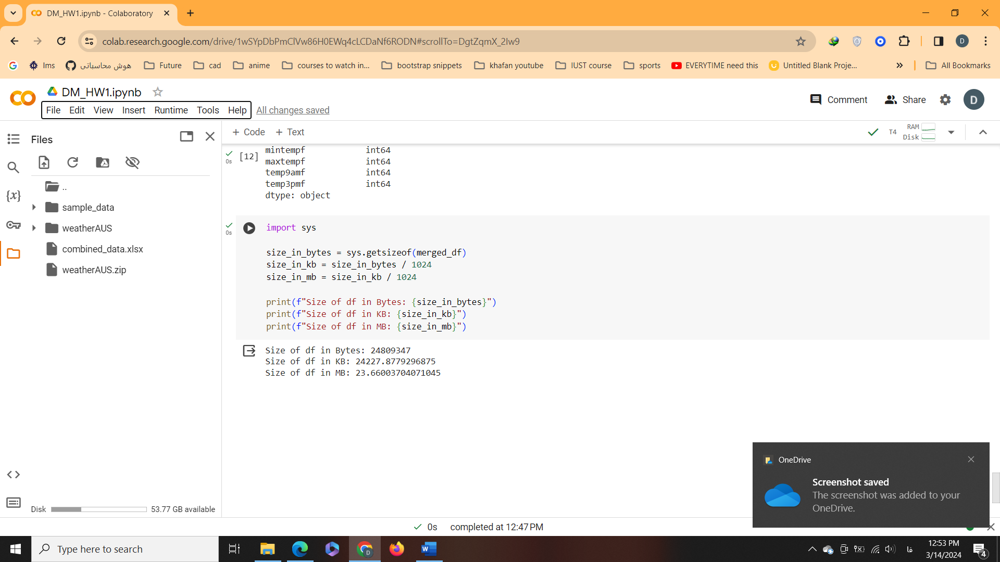 DM_HW1.ipynb - Colaboratory
colab.research.google.com/drive/1wSYpDbPmClVw86H0EWq4cLCDaNf6RODN#scrollTo=DgtZqmX_2Iw9
D
lms
هوش محاسباتی
Future
cad
anime
courses to watch in...
bootstrap snippets
khafan youtube
IUST course
sports
EVERYTIME need this
Untitled Blank Proje...
All Bookmarks
DM_HW1.ipynb
File Edit View Insert Runtime Tools Help All changes saved
Comment
Share
D
Files
+ Code + Text
T4
RAM
Disk
..
sample_data
weatherAUS
combined_data.xlsx
weatherAUS.zip
{x}
Disk 53.77 GB available
0s [12]
mintempf int64
maxtempf int64
temp9amf int64
temp3pmf int64
dtype: object
0s
import sys
size_in_bytes = sys.getsizeof(merged_df)
size_in_kb = size_in_bytes / 1024
size_in_mb = size_in_kb / 1024
print(f"Size of df in Bytes: {size_in_bytes}")
print(f"Size of df in KB: {size_in_kb}")
print(f"Size of df in MB: {size_in_mb}")
Size of df in Bytes: 24809347
Size of df in KB: 24227.8779296875
Size of df in MB: 23.66003704071045
OneDrive
Screenshot saved
The screenshot was added to your
OneDrive.
0s completed at 12:47 PM
Type here to search
فا
12:53 PM
3/14/2024
4